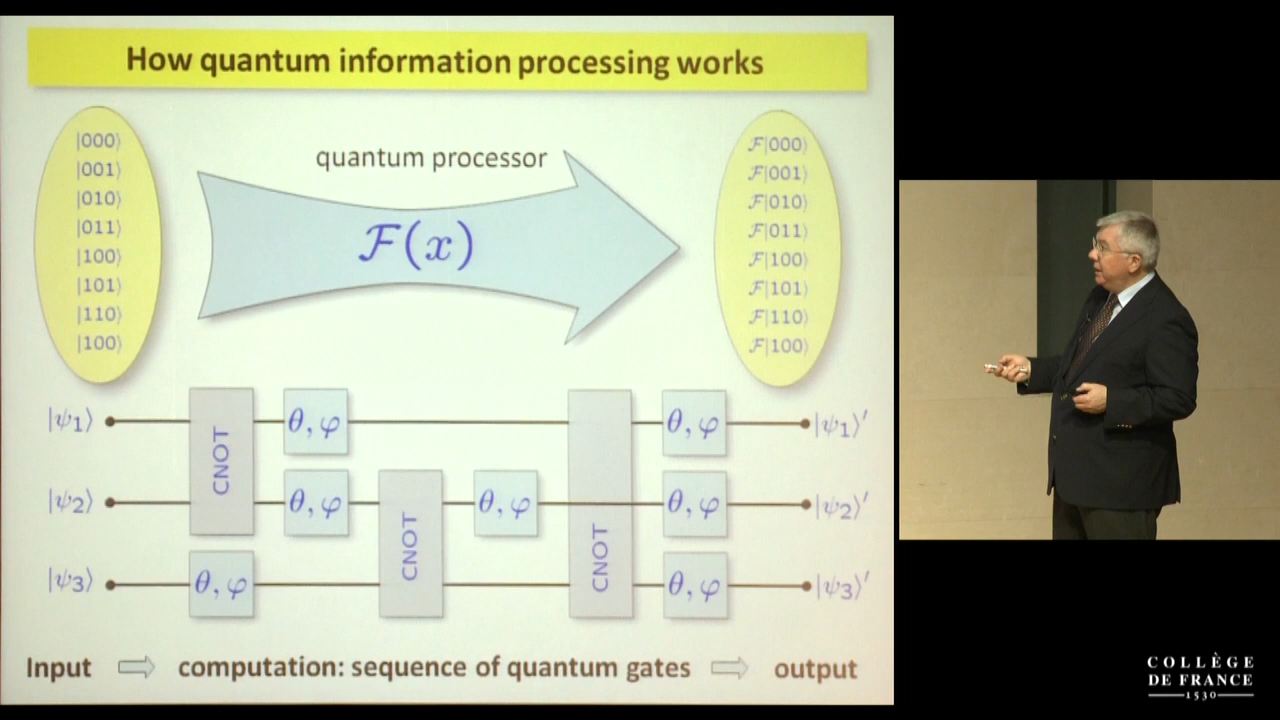 How quantum information processing works
|000⟩
|001⟩
|010⟩
|011⟩
|100⟩
|101⟩
|110⟩
|100⟩
quantum processor
F(x)
F|000⟩
F|001⟩
F|010⟩
F|011⟩
F|100⟩
F|101⟩
F|110⟩
F|100⟩
|ψ₁⟩ CNOT θ,φ θ,φ |ψ₁⟩′
|ψ₂⟩ θ,φ CNOT θ,φ CNOT θ,φ |ψ₂⟩′
|ψ₃⟩ θ,φ θ,φ |ψ₃⟩′
Input ⇨ computation: sequence of quantum gates ⇨ output
COLLÈGE
DE FRANCE
1530